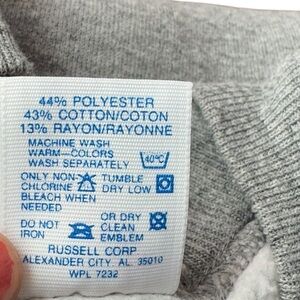 44% POLYESTER
43% COTTON/COTON
13% RAYON/RAYONNE
MACHINE WASH
WARM-COLORS
WASH SEPARATELY 40°C
ONLY NON- TUMBLE
CHLORINE DRY LOW
BLEACH WHEN
NEEDED
DO NOT OR DRY
IRON CLEAN
EMBLEM
RUSSELL CORP
ALEXANDER CITY AL 35010
WPL 7232